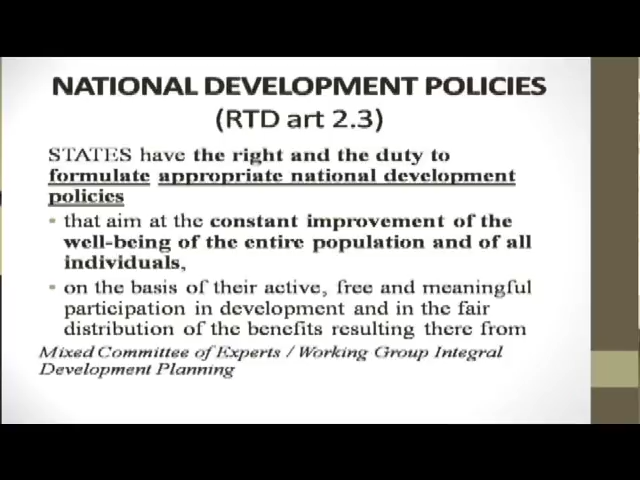 NATIONAL DEVELOPMENT POLICIES
(RTD art 2.3)
STATES have the right and the duty to
formulate appropriate national development
policies
• that aim at the constant improvement of the
well-being of the entire population and of all
individuals,
• on the basis of their active, free and meaningful
participation in development and in the fair
distribution of the benefits resulting there from
Mixed Committee of Experts / Working Group Integral
Development Planning